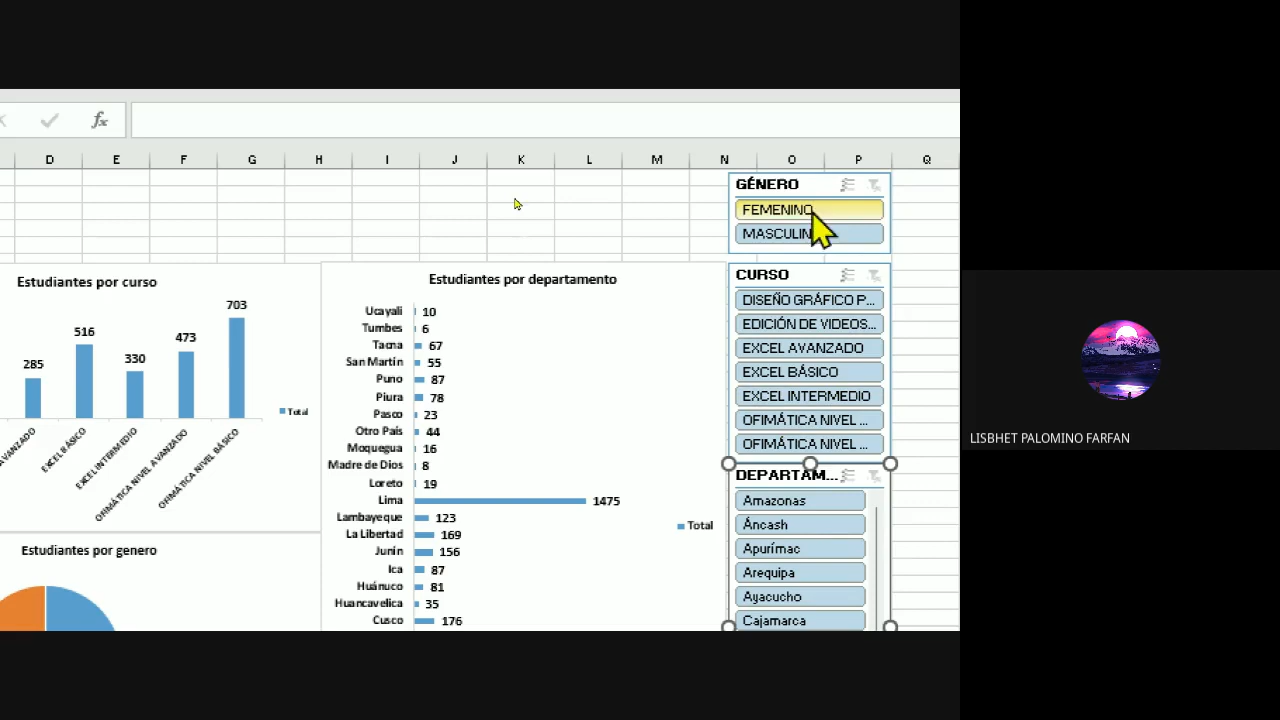 fx
D E F G H I J K L M N O P Q
GÉNERO
FEMENINO
MASCULIN
CURSO
DISEÑO GRÁFICO P...
EDICIÓN DE VIDEOS...
EXCEL AVANZADO
EXCEL BÁSICO
EXCEL INTERMEDIO
OFIMÁTICA NIVEL ...
OFIMÁTICA NIVEL ...
DEPARTAM...
Amazonas
Áncash
Apurímac
Arequipa
Ayacucho
Cajamarca
Estudiantes por curso
285
516
330
473
703
AVANZADO
EXCEL BÁSICO
EXCEL INTERMEDIO
OFIMÁTICA NIVEL AVANZADO
OFIMÁTICA NIVEL BÁSICO
Total
Estudiantes por genero
Estudiantes por departamento
Ucayali 10
Tumbes 6
Tacna 67
San Martín 55
Puno 87
Piura 78
Pasco 23
Otro País 44
Moquegua 16
Madre de Dios 8
Loreto 19
Lima 1475
Lambayeque 123
La Libertad 169
Junín 156
Ica 87
Huánuco 81
Huancavelica 35
Cusco 176
Total
LISBHET PALOMINO FARFAN